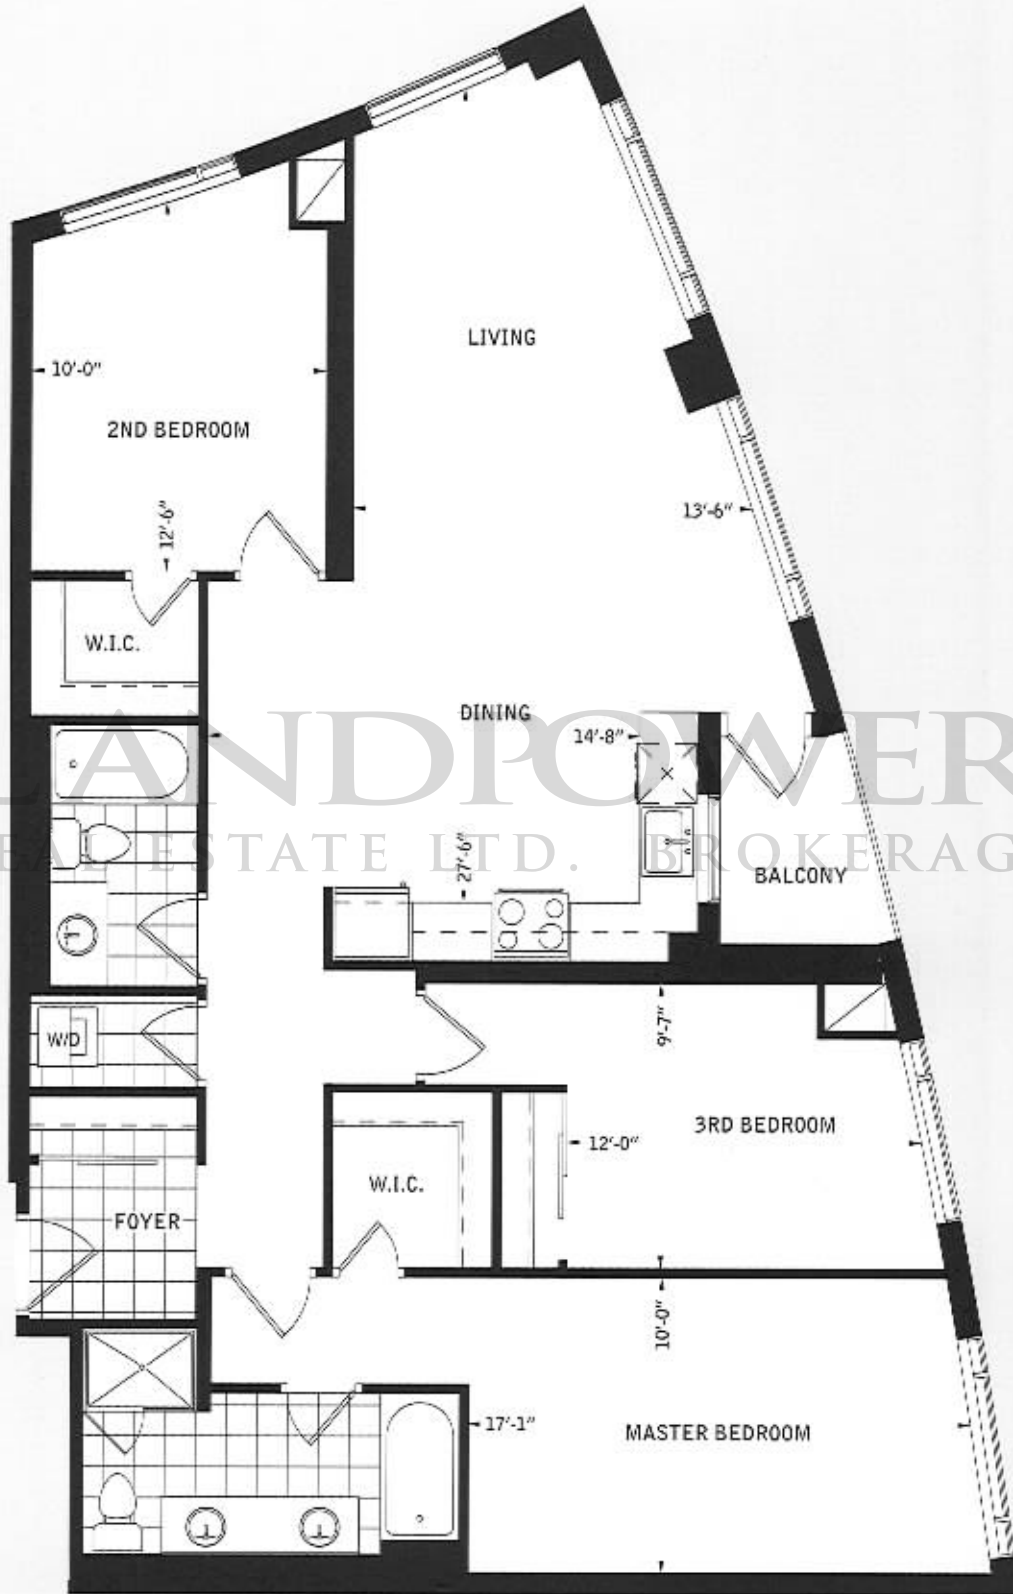 LIVING
10'-0"
2ND BEDROOM
13'-6"
12'-6"
W.I.C.
DINING
14'-8"
LANDPOWER
REAL ESTATE LTD. BROKERAG
27'-6"
BALCONY
9'-7"
W/D
3RD BEDROOM
12'-0"
W.I.C.
FOYER
10'-0"
17'-1"
MASTER BEDROOM